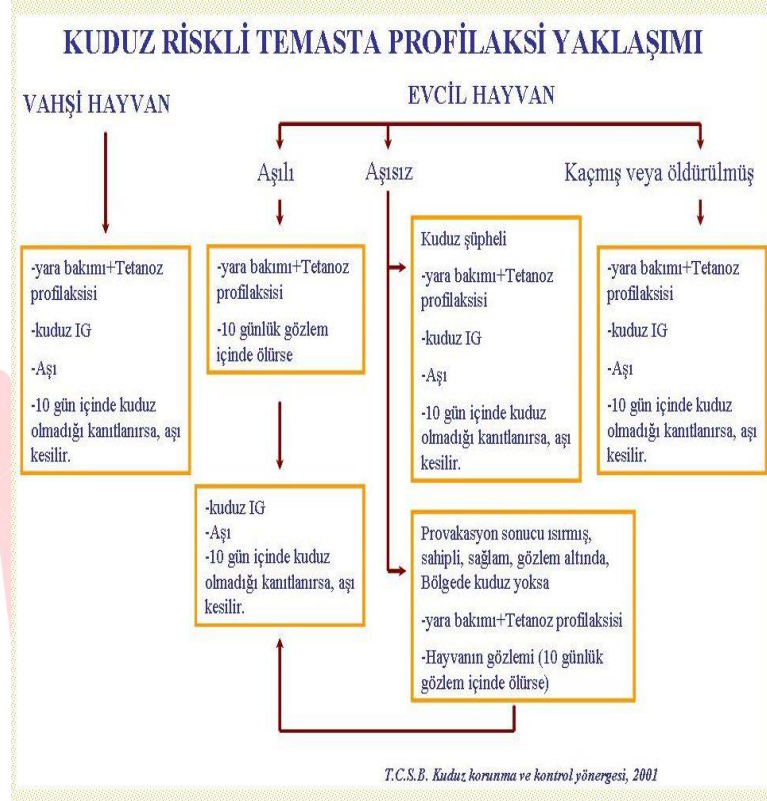 KUDUZ RİSKLİ TEMASTA PROFİLAKSİ YAKLAŞIMI
VAHŞİ HAYVAN
EVCİL HAYVAN
Aşılı
Aşısız
Kaçmış veya öldürülmüş
-yara bakımı+Tetanoz
profilaksisi
-kuduz IG
-Aşı
-10 gün içinde kuduz
olmadığı kanıtlanırsa, aşı
kesilir.
-yara bakımı+Tetanoz
profilaksisi
-10 günlük gözlem
içinde ölürse
-kuduz IG
-Aşı
-10 gün içinde kuduz
olmadığı kanıtlanırsa, aşı
kesilir.
Kuduz şüpheli
-yara bakımı+Tetanoz
profilaksisi
-kuduz IG
-Aşı
-10 gün içinde kuduz
olmadığı kanıtlanırsa, aşı
kesilir.
Provakasyon sonucu ısırmış,
sahipli, sağlam, gözlem altında,
Bölgede kuduz yoksa
-yara bakımı+Tetanoz profilaksisi
-Hayvanın gözlemi (10 günlük
gözlem içinde ölürse)
-yara bakımı+Tetanoz
profilaksisi
-kuduz IG
-Aşı
-10 gün içinde kuduz
olmadığı kanıtlanırsa, aşı
kesilir.
T.C.S.B. Kuduz korunma ve kontrol yönergesi, 2001